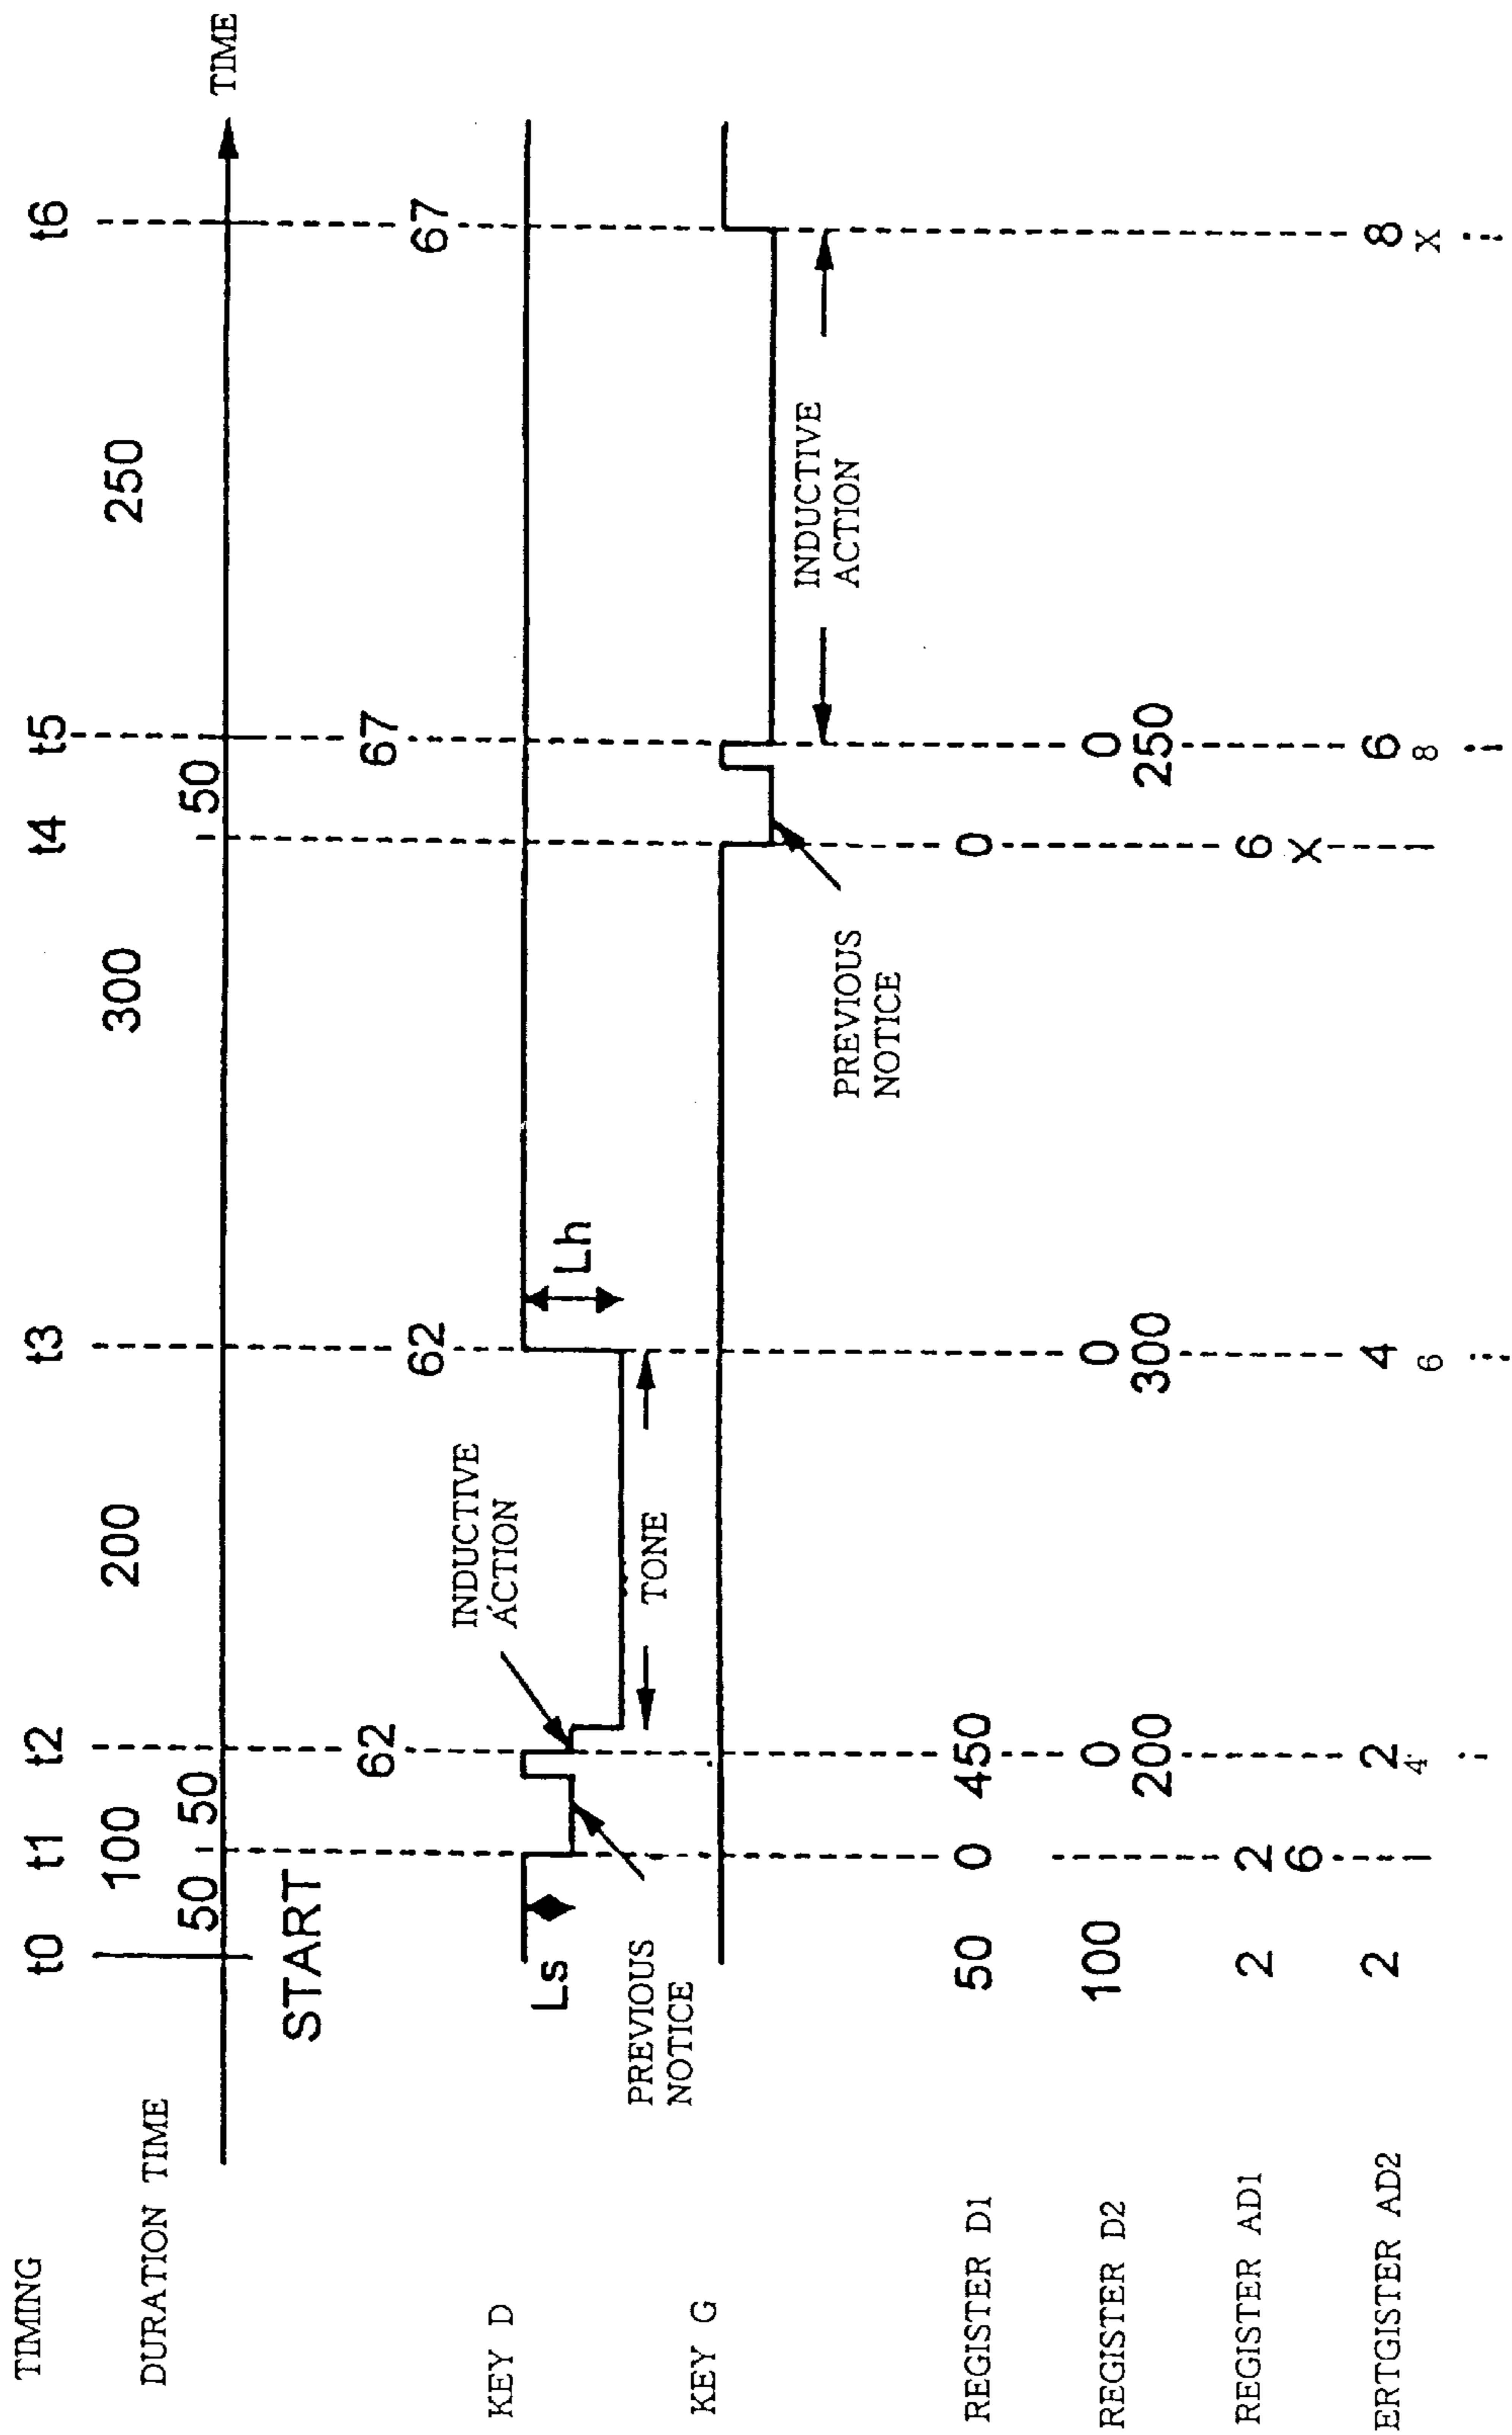 TIMING t0 t1 t2 t3 t4 t5 t6
DURATION TIME 100 200 300 250
50 50 50
TIME
START
62 67
62 67
INDUCTIVE
ACTION
KEY D
Ls
Lh
PREVIOUS
NOTICE
TONE
KEY G
INDUCTIVE
ACTION
PREVIOUS
NOTICE
REGISTER D1 50 0 450 0
REGISTER D2 100 0 0 0
200 300 250
REGISTER AD1 2 2 6
6 X
ERTGISTER AD2 2 2 4 6 8
4 6 8 X